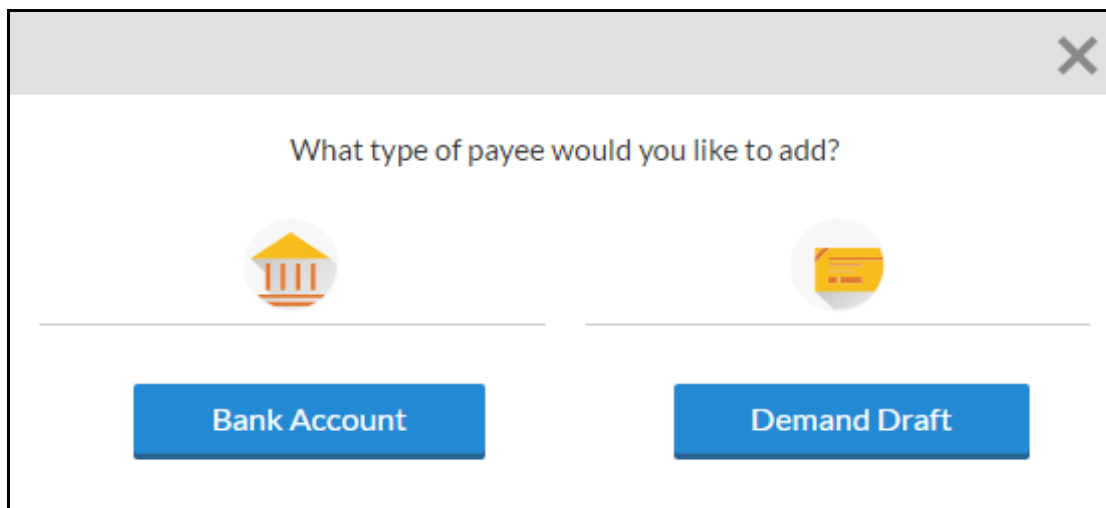 What type of payee would you like to add?
Bank Account
Demand Draft